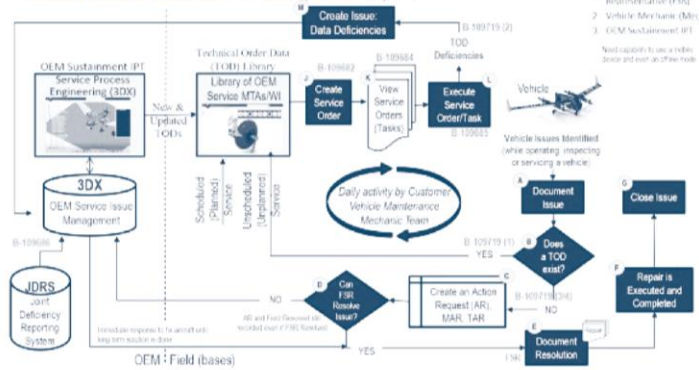 M
Create Issue:
Data Deficiencies
B-109719 (2)
2 Vehicle Mechanic
3 OEM Sustainment IPT
TOD
Deficiencies
OEM Sustainment IPT
Service Process
Engineering (3DX)
Technical Order Data
(TOD) Library
Library of OEM
Service MTAs/WI
New &
Updated
TODs
J
B-109682
Create
Service
Order
K
B-109684
View
Service
Orders
(Tasks)
L
Execute
Service
Order/Task
B-109685
Vehicle
Vehicle Issues Identified
(while operating, inspecting
or servicing a vehicle)
3DX
OEM Service Issue
Management
Scheduled
(Planned)
Service
Unscheduled
(Unplanned)
Service
Daily activity by Customer
Vehicle Maintenance
Mechanic Team
A
Document
Issue
G
Close Issue
B-109686
B-109719 (1)
YES
B
Does
a TOD
exist?
JDRS
Joint
Deficiency
Reporting
System
NO
D
Can
FSR
Resolve
Issue?
C
Create an Action
Request (AR),
MAR, TAR
NO
F
Repair is
Executed and
Completed
OEM
Field (bases)
YES
FSR
E
Document
Resolution